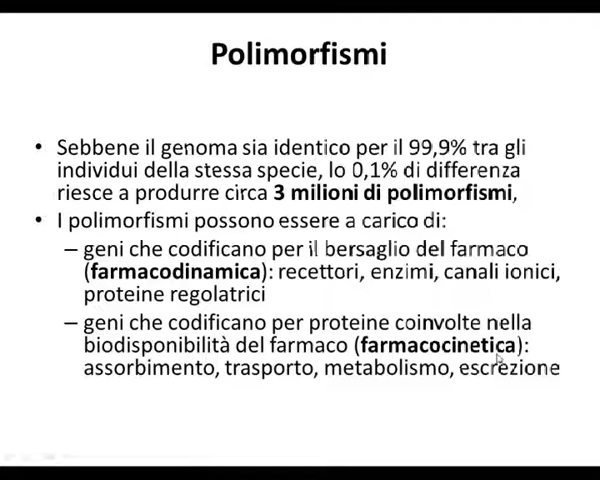 Polimorfismi
• Sebbene il genoma sia identico per il 99,9% tra gli
individui della stessa specie, lo 0,1% di differenza
riesce a produrre circa 3 milioni di polimorfismi,
• I polimorfismi possono essere a carico di:
– geni che codificano per il bersaglio del farmaco
(farmacodinamica): recettori, enzimi, canali ionici,
proteine regolatrici
– geni che codificano per proteine coinvolte nella
biodisponibilità del farmaco (farmacocinetica):
assorbimento, trasporto, metabolismo, escrezione